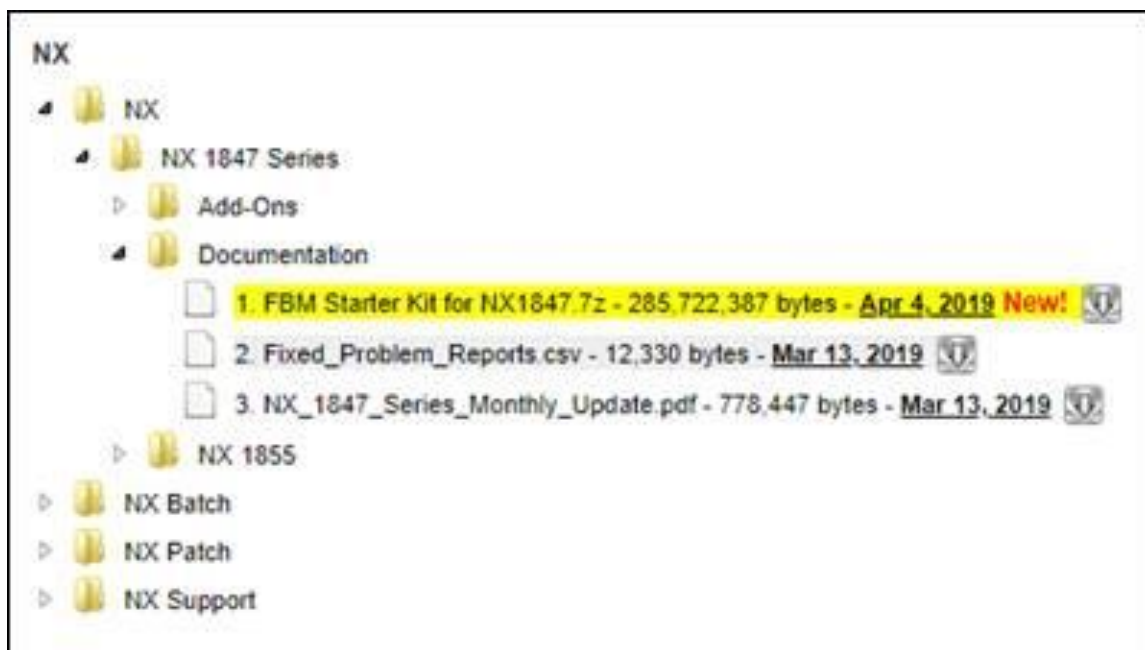 NX
NX
NX 1847 Series
Add-Ons
Documentation
1. FBM Starter Kit for NX1847.7z - 285,722,387 bytes - Apr 4, 2019 New!
2. Fixed_Problem_Reports.csv - 12,330 bytes - Mar 13, 2019
3. NX_1847_Series_Monthly_Update.pdf - 778,447 bytes - Mar 13, 2019
NX 1855
NX Batch
NX Patch
NX Support